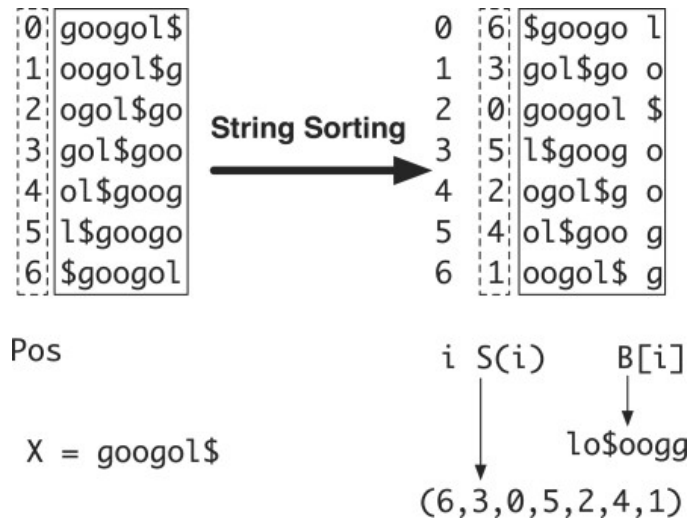 0 googol$ 0 6 $googo l
1 oogol$g 1 3 gol$go o
2 ogol$go 2 0 googol $
String Sorting
3 gol$goo 3 5 l$goog o
4 ol$goog 4 2 ogol$g o
5 l$googo 5 4 ol$goo g
6 $googol 6 1 oogol$ g
Pos i S(i) B[i]
X = googol$ lo$oogg
(6,3,0,5,2,4,1)